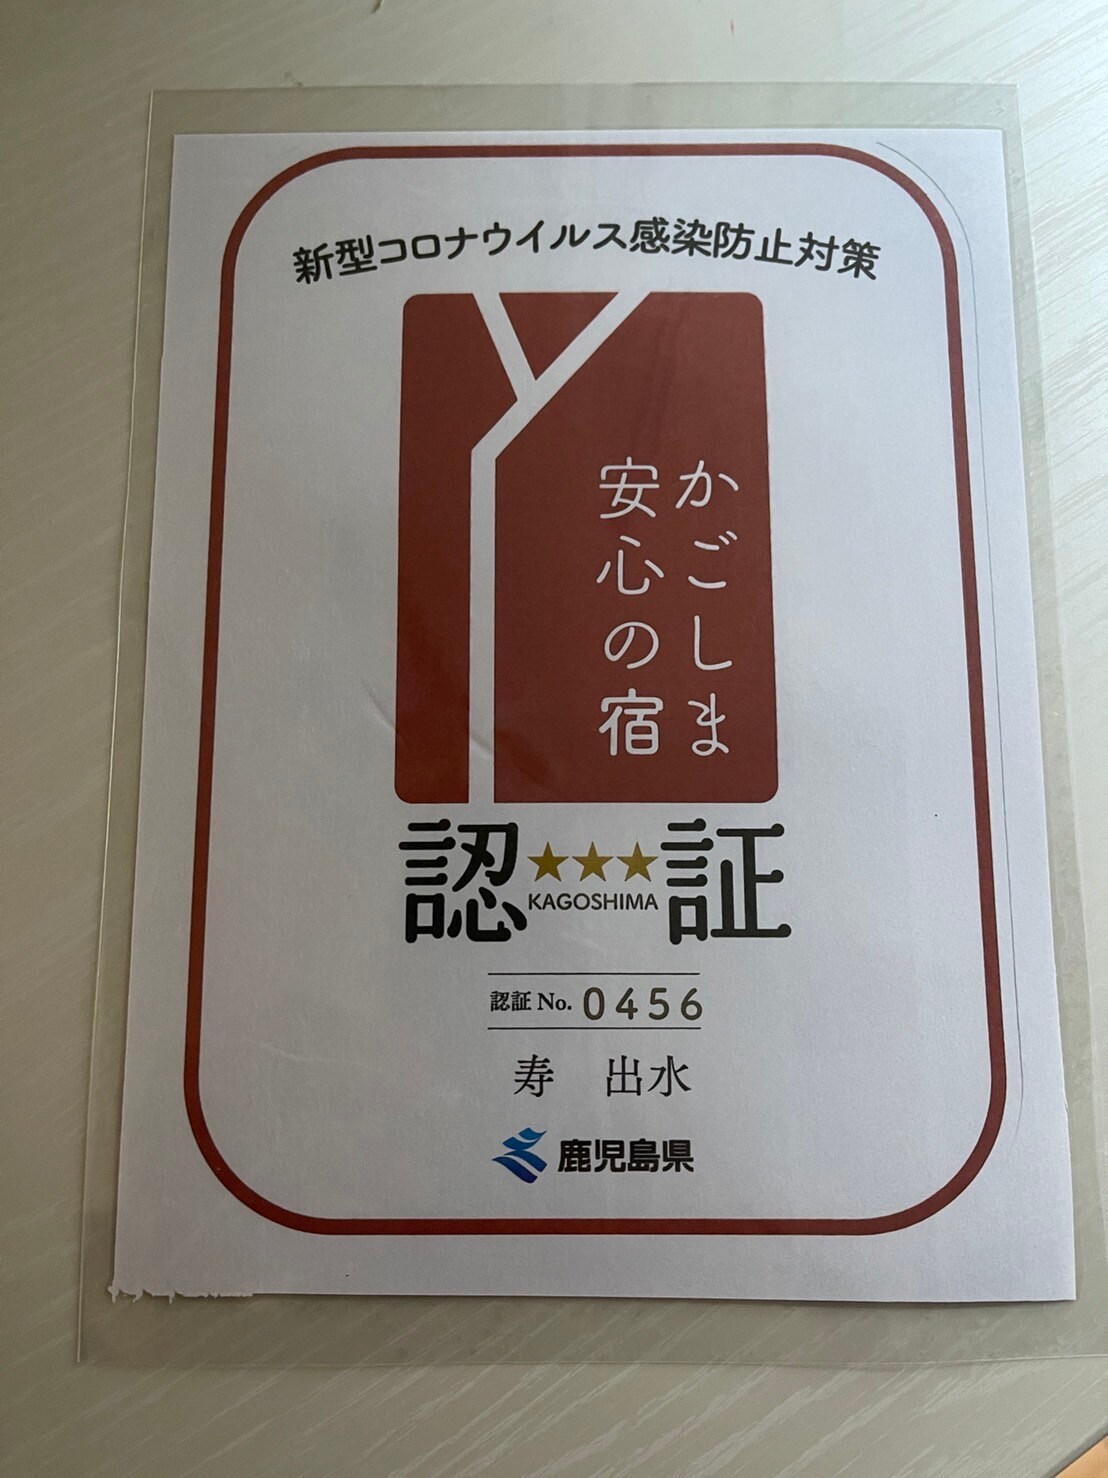 新型コロナウイルス感染防止対策
かごしま
安心の宿
認★★★証
KAGOSHIMA
認証 No. 0456
寿 出水
鹿児島県